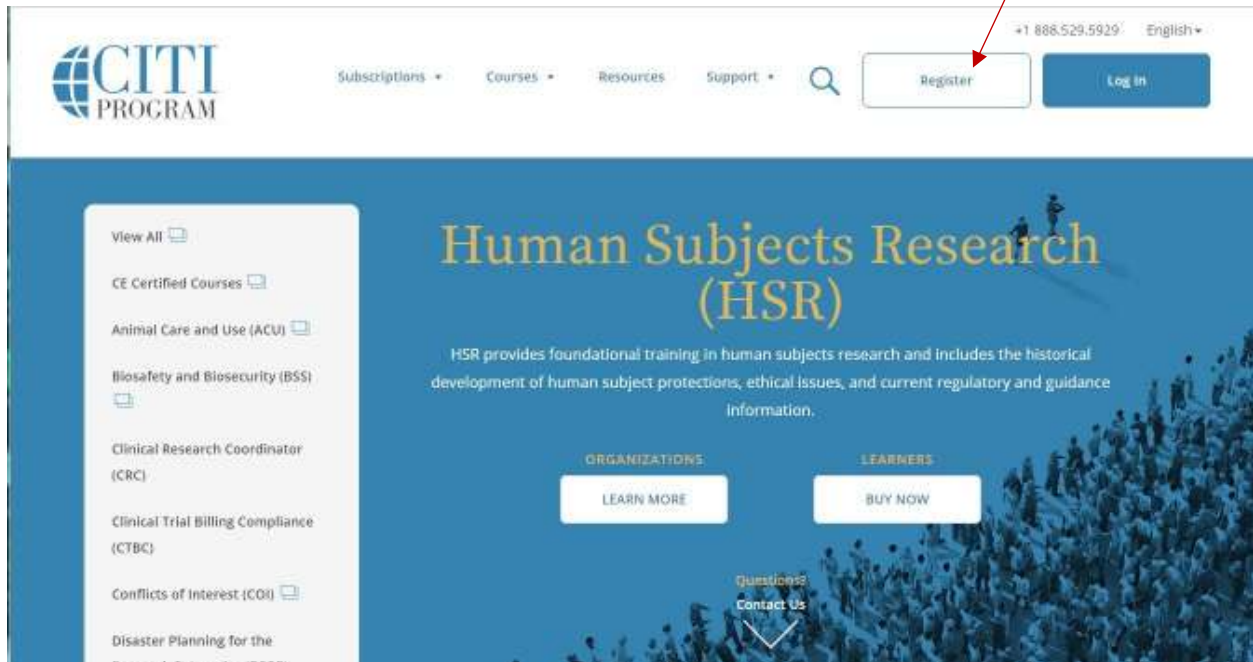 +1 888.529.5929 English
CITI
PROGRAM
Subscriptions Courses Resources Support Register Log In
View All
CE Certified Courses
Animal Care and Use (ACU)
Biosafety and Biosecurity (BSS)
Clinical Research Coordinator
(CRC)
Clinical Trial Billing Compliance
(CTBC)
Conflicts of Interest (COI)
Disaster Planning for the
Human Subjects Research
(HSR)
HSR provides foundational training in human subjects research and includes the historical
development of human subject protections, ethical issues, and current regulatory and guidance
information.
ORGANIZATIONS
LEARN MORE
LEARNERS
BUY NOW
Questions?
Contact Us